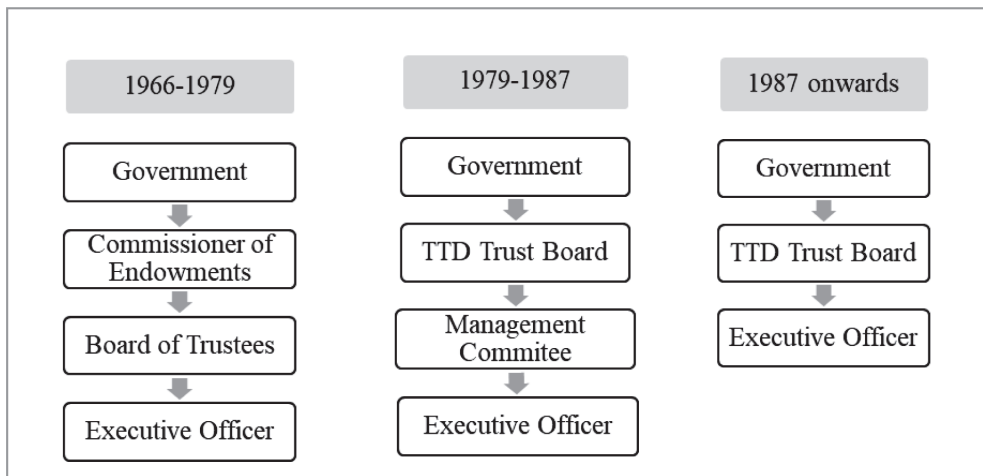 1966-1979
Government
Commissioner of
Endowments
Board of Trustees
Executive Officer
1979-1987
Government
TTD Trust Board
Management
Commitee
Executive Officer
1987 onwards
Government
TTD Trust Board
Executive Officer